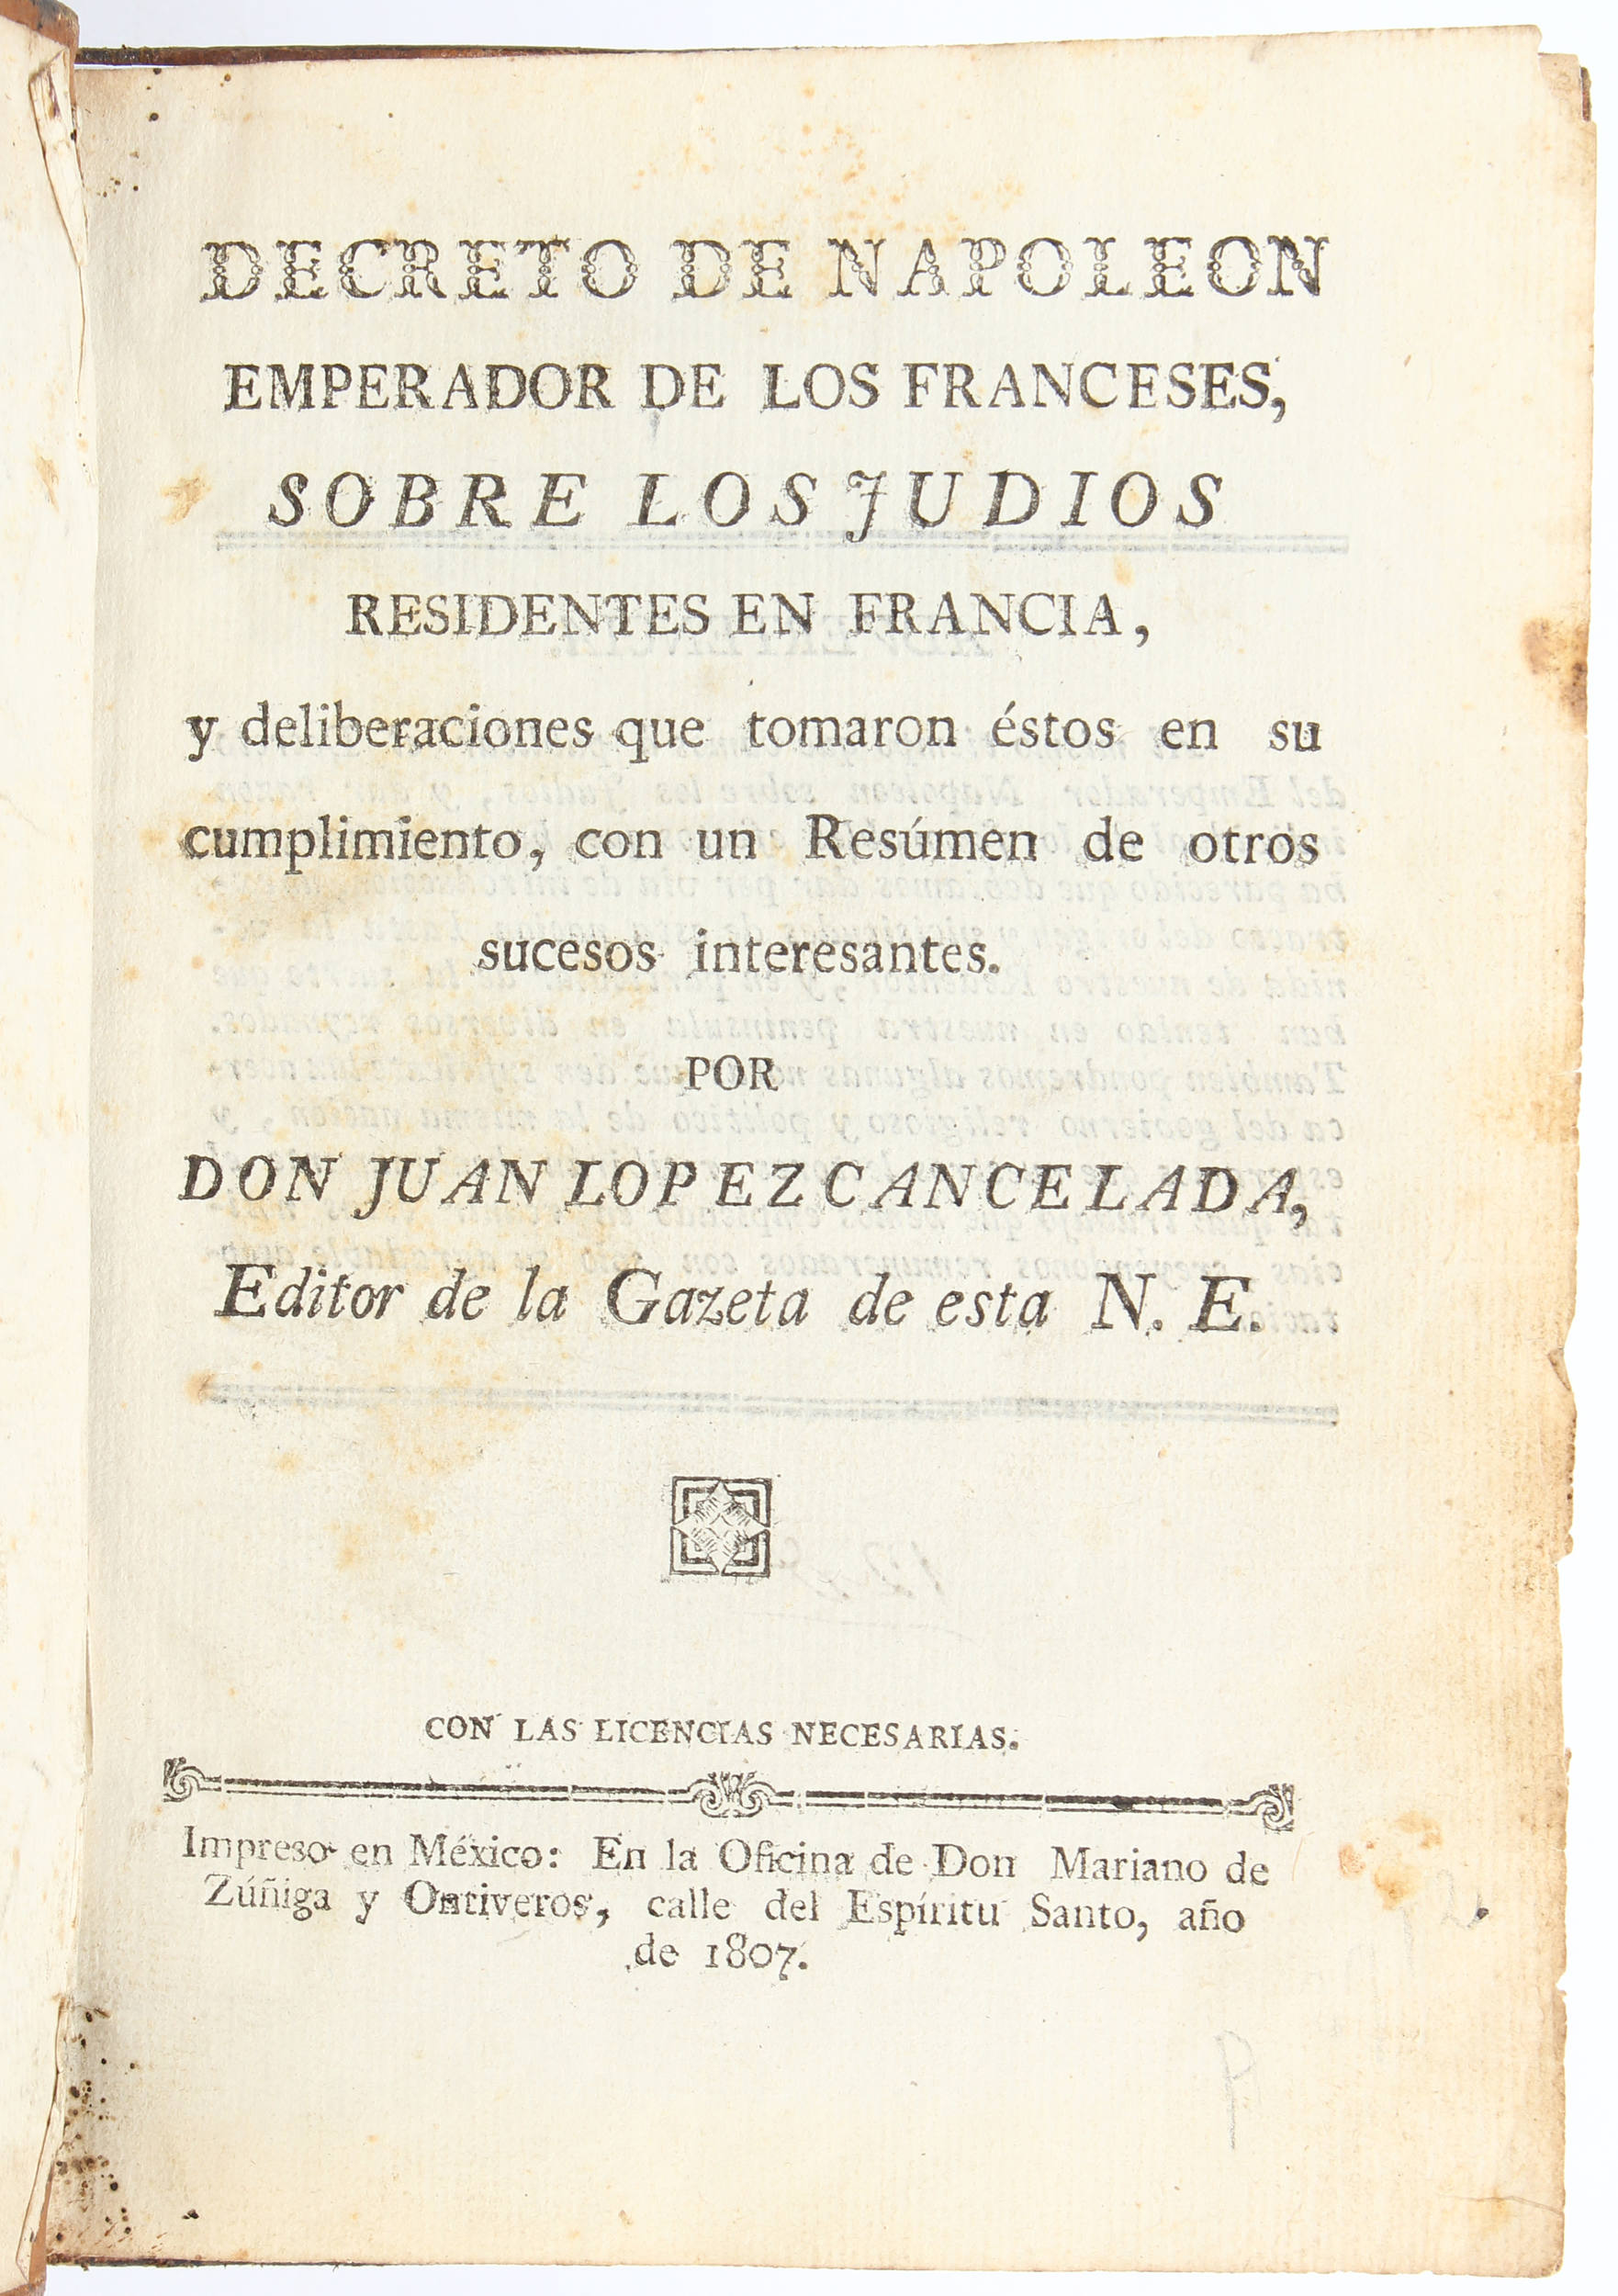 DECRETO DE NAPOLEON
EMPERADOR DE LOS FRANCESES,
SOBRE LOS JUDIOS
RESIDENTES EN FRANCIA,
y deliberaciones que tomaron éstos en su
cumplimiento, con un Resúmen de otros
sucesos interesantes.
POR
DON JUAN LOPEZ CANCELADA,
Editor de la Gazeta de esta N. E.
CON LAS LICENCIAS NECESARIAS.
Impreso en México: En la Oficina de Don Mariano de
Zúñiga y Ontiveros, calle del Espíritu Santo, año
de 1807.